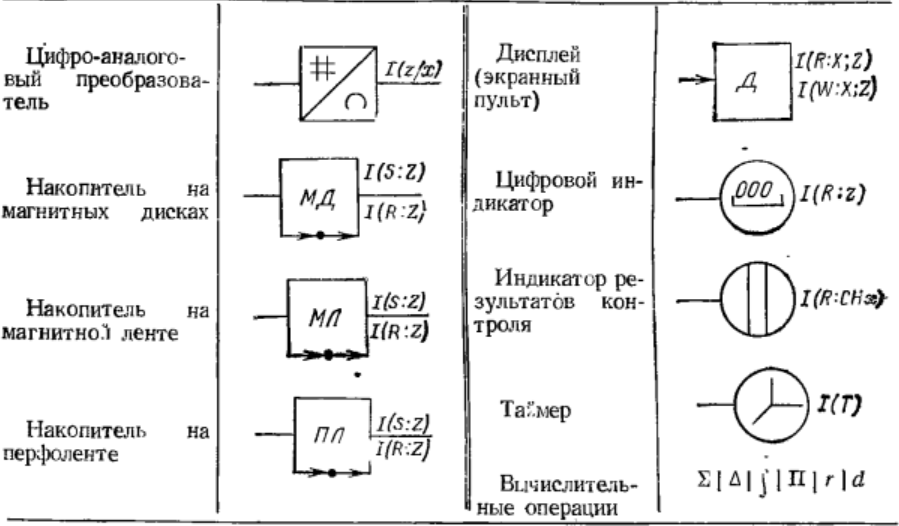 Цифро-аналого-
вый преобразова-
тель
I(z/x)
Накопитель на
магнитных дисках
МД
I(S:Z)
I(R:Z)
Накопитель на
магнитной ленте
МЛ
I(S:Z)
I(R:Z)
Накопитель на
перфоленте
ПЛ
I(S:Z)
I(R:Z)
Дисплей
(экранный
пульт)
Д
I(R:X;Z)
I(W:X;Z)
Цифровой ин-
дикатор
000
I(R:z)
Индикатор ре-
зультатов кон-
троля
I(R:CHx)
Таймер
I(T)
Вычислитель-
ные операции
Σ | Δ | ∫ | Π | r | d